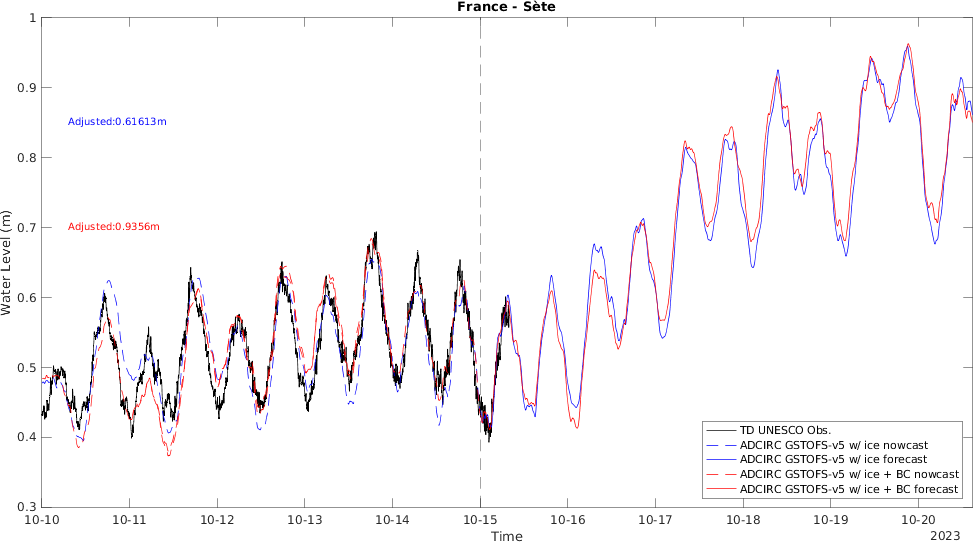 France - Sète
Water Level (m)
1
0.9
0.8
0.7
0.6
0.5
0.4
0.3
Adjusted:0.61613m
Adjusted:0.9356m
TD UNESCO Obs.
ADCIRC GSTOFS-v5 w/ ice nowcast
ADCIRC GSTOFS-v5 w/ ice forecast
ADCIRC GSTOFS-v5 w/ ice + BC nowcast
ADCIRC GSTOFS-v5 w/ ice + BC forecast
10-10 10-11 10-12 10-13 10-14 10-15 10-16 10-17 10-18 10-19 10-20
Time
2023